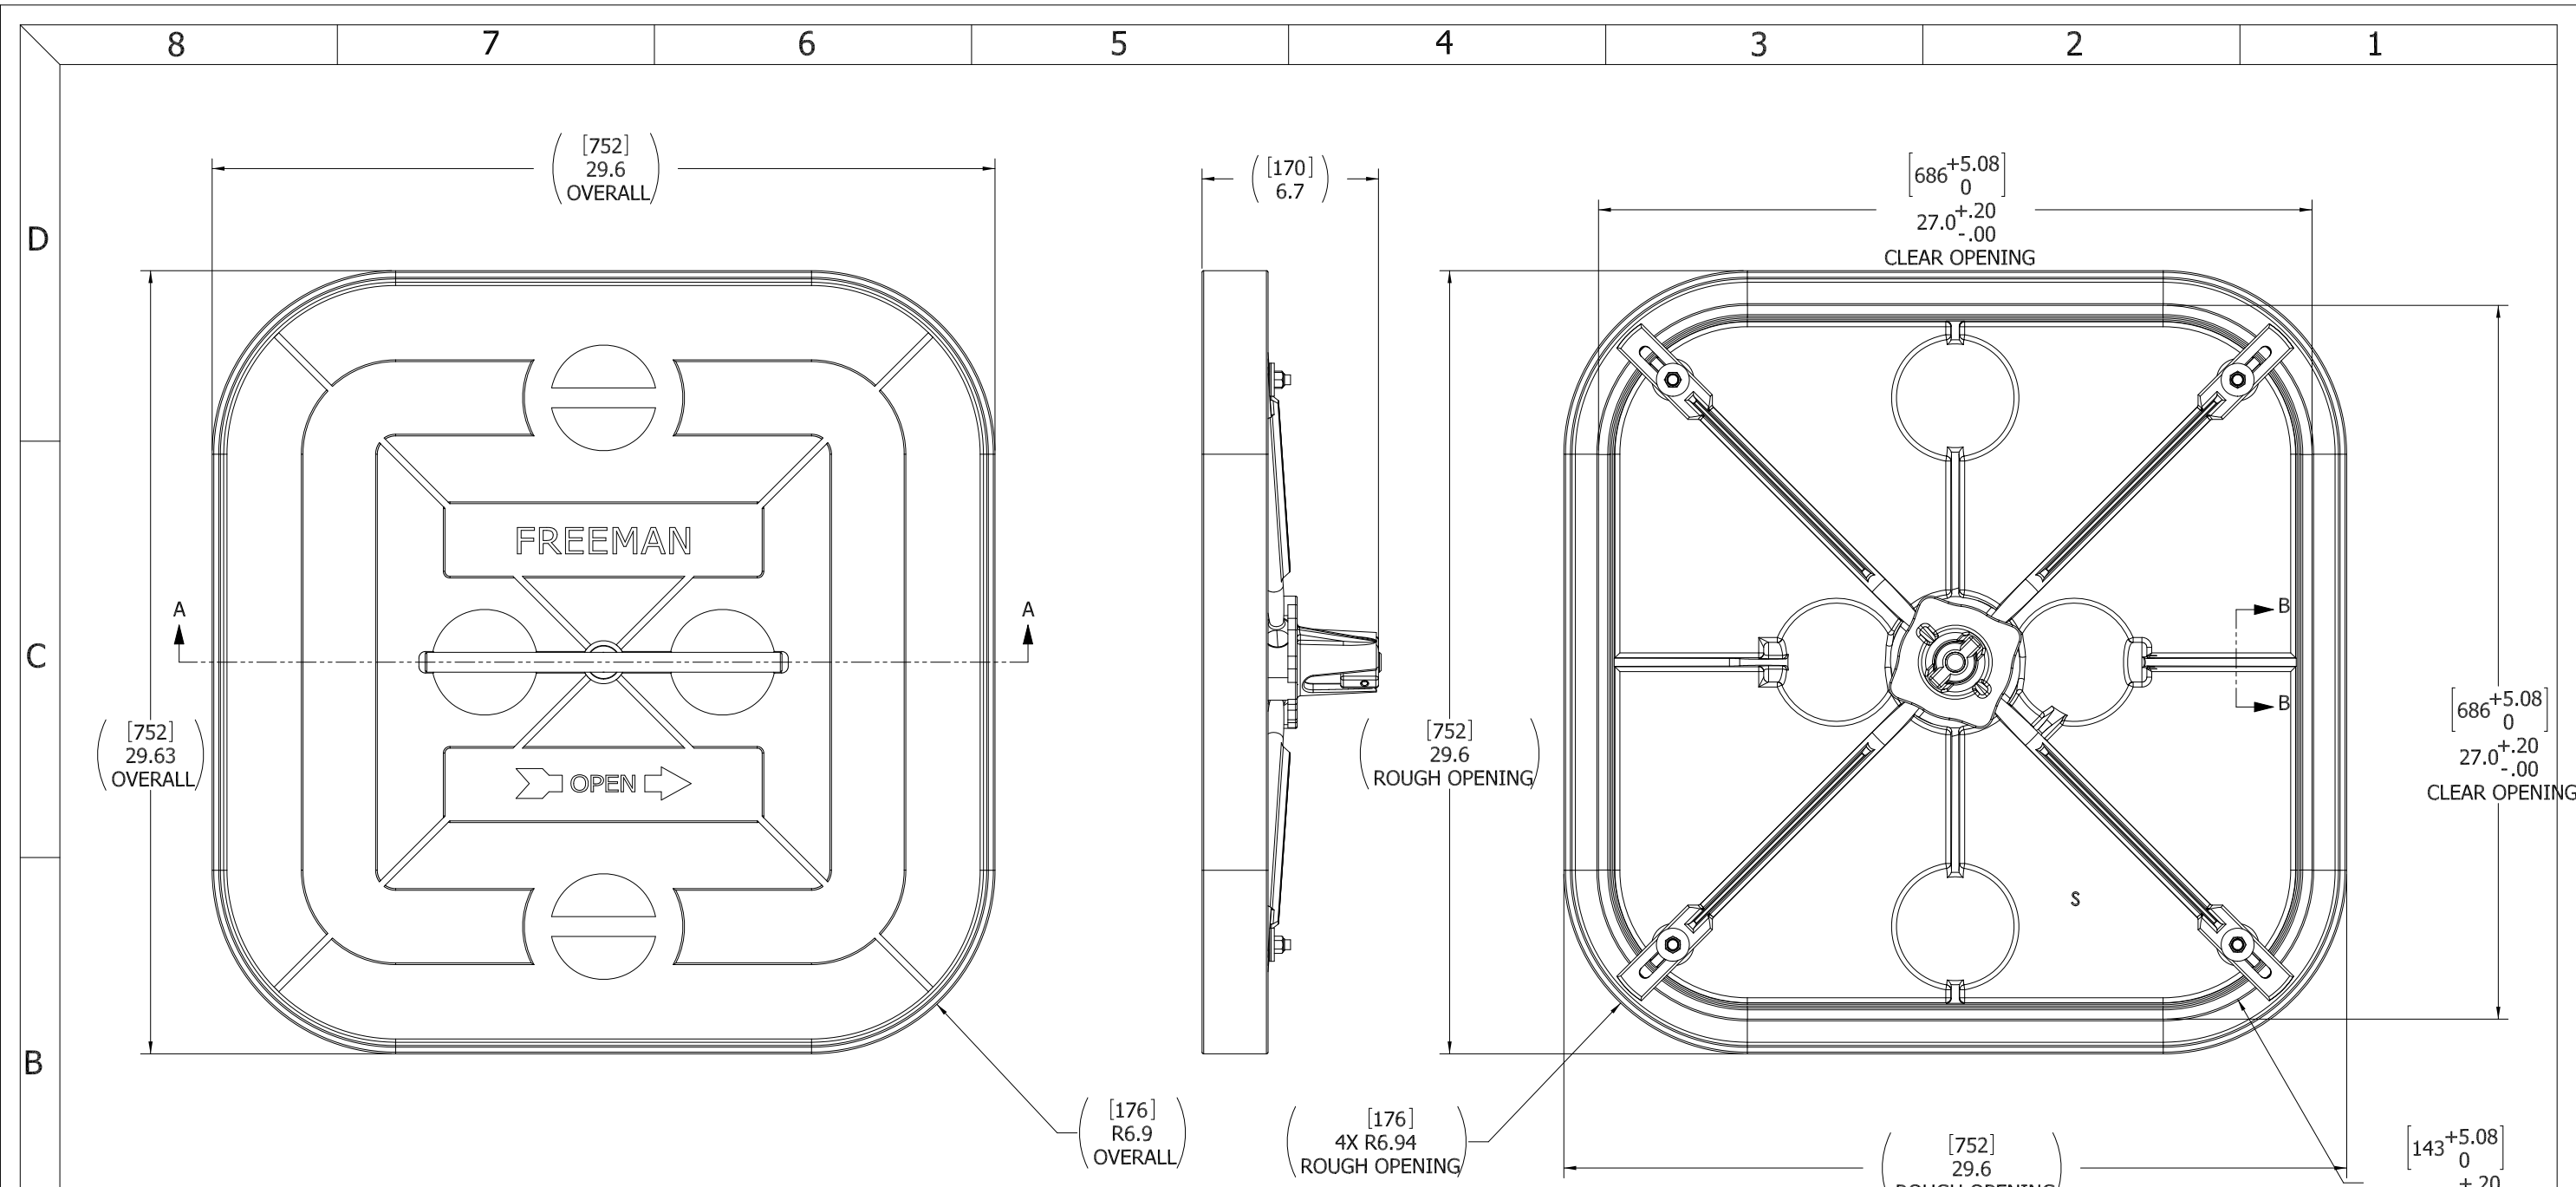 8 7 6 5 4 3 2 1
D
C
B
[752]
29.6
OVERALL
[170]
6.7
[686 +5.08
0]
27.0 +.20
-.00
CLEAR OPENING
FREEMAN
A A
[752]
29.63
OVERALL
OPEN
[752]
29.6
ROUGH OPENING
B
B
[686 +5.08
0]
27.0 +.20
-.00
CLEAR OPENING
S
[176]
R6.9
OVERALL
[176]
4X R6.94
ROUGH OPENING
[752]
29.6
ROUGH OPENING
[143 +5.08
0]
+.20